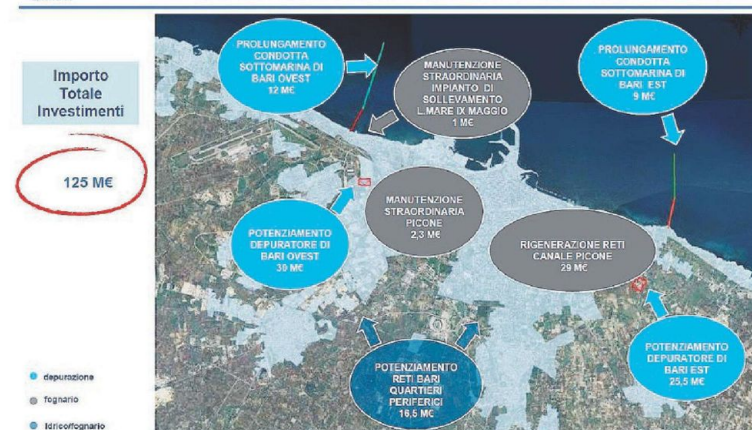 Importo
Totale
Investimenti
125 M€
PROLUNGAMENTO
CONDOTTA
SOTTOMARINA DI
BARI OVEST
12 M€
MANUTENZIONE
STRAORDINARIA
IMPIANTO DI
SOLLEVAMENTO
L.MARE IX MAGGIO
1 M€
PROLUNGAMENTO
CONDOTTA
SOTTOMARINA DI
BARI EST
9 M€
POTENZIAMENTO
DEPURATORE DI
BARI OVEST
30 M€
MANUTENZIONE
STRAORDINARIA
PICONE
2,3 M€
RIGENERAZIONE RETI
CANALE PICONE
29 M€
POTENZIAMENTO
RETI BARI
QUARTIERI
PERIFERICI
16,5 M€
POTENZIAMENTO
DEPURATORE DI
BARI EST
25,5 M€
depurazione
fognario
Idrico/fognario